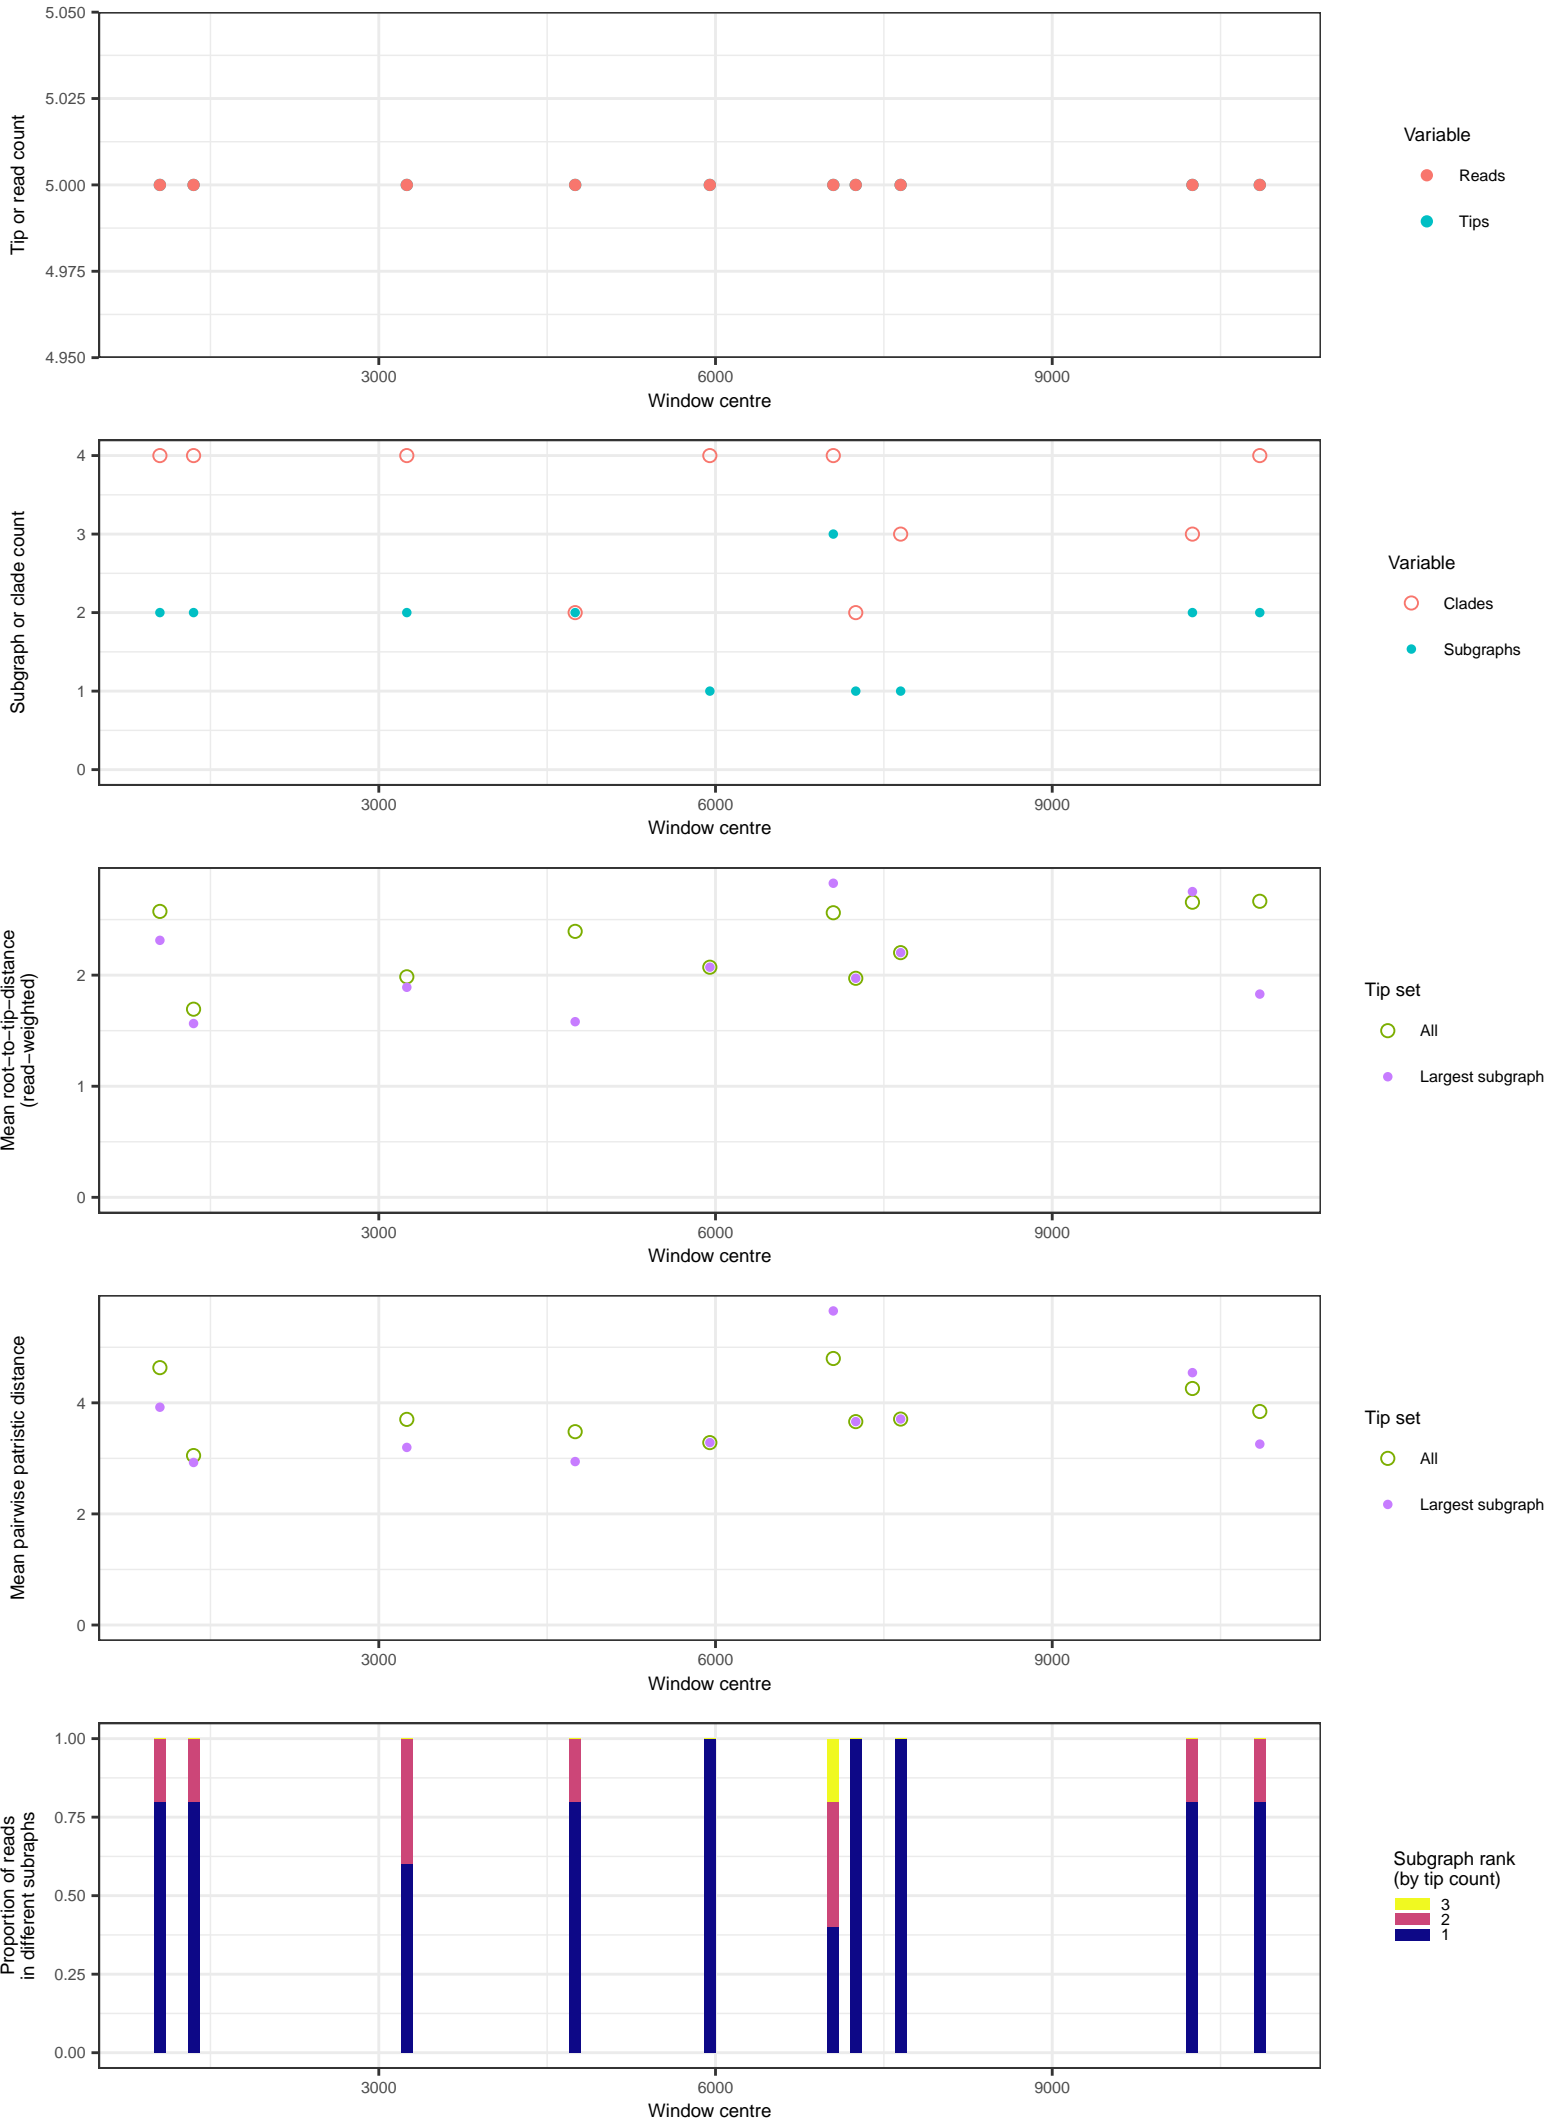 5.050
5.025
5.000
4.975
4.950
Tip or read count
3000 6000 9000
Window centre
Variable
Reads
Tips
4
3
2
1
0
Subgraph or clade count
3000 6000 9000
Window centre
Variable
Clades
Subgraphs
2
1
0
Mean root−to−tip−distance
(read−weighted)
3000 6000 9000
Window centre
Tip set
All
Largest subgraph
4
2
0
Mean pairwise patristic distance
3000 6000 9000
Window centre
Tip set
All
Largest subgraph
1.00
0.75
0.50
0.25
0.00
Proportion of reads
in different subraphs
3000 6000 9000
Window centre
Subgraph rank
(by tip count)
3
2
1